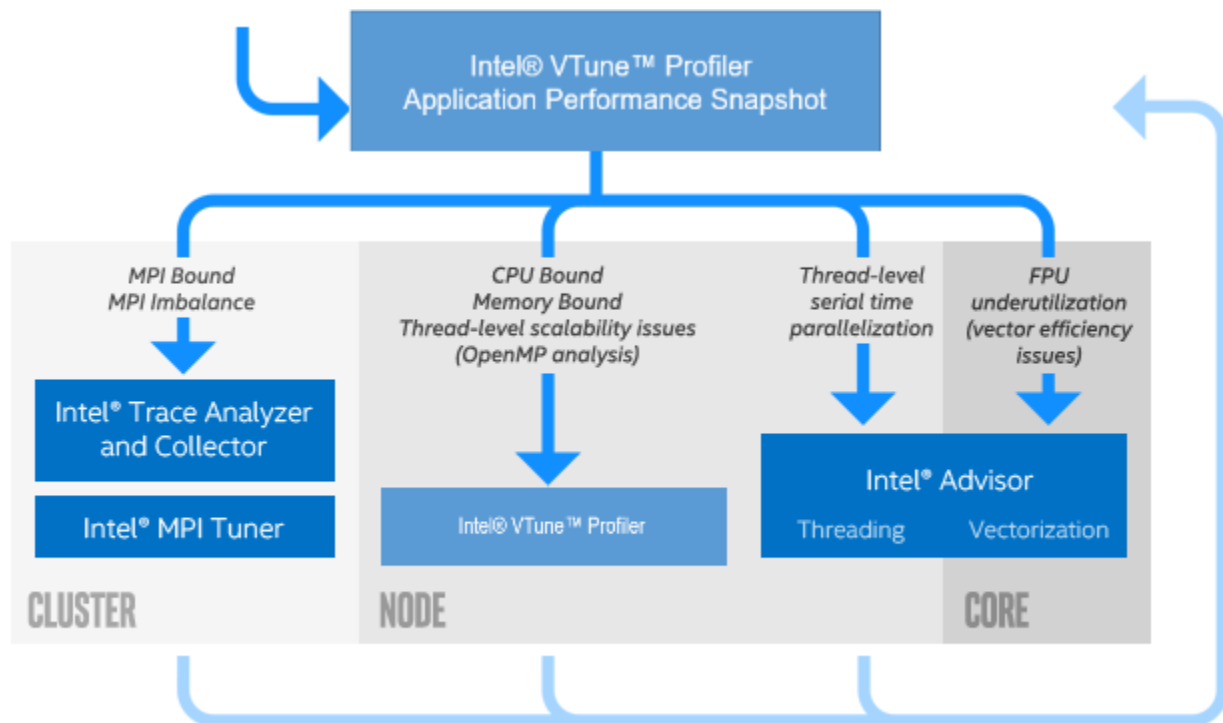 Intel® VTune™ Profiler
Application Performance Snapshot
MPI Bound
MPI Imbalance
CPU Bound
Memory Bound
Thread-level scalability issues
(OpenMP analysis)
Thread-level
serial time
parallelization
FPU
underutilization
(vector efficiency
issues)
Intel® Trace Analyzer
and Collector
Intel® MPI Tuner
Intel® VTune™ Profiler
Intel® Advisor
Threading
Vectorization
CLUSTER
NODE
CORE